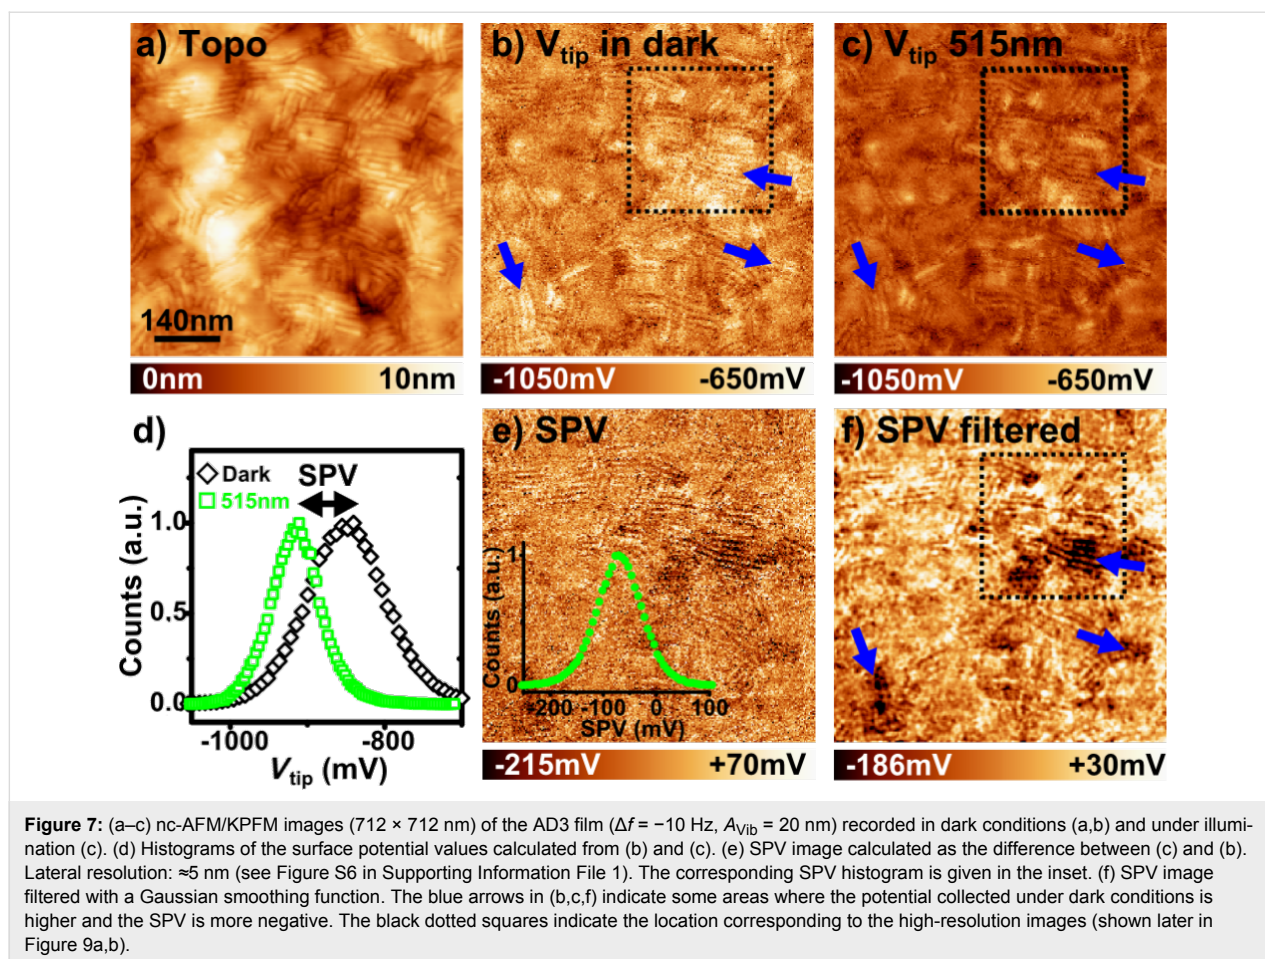 a) Topo
b) Vtip in dark
c) Vtip 515nm
140nm
0nm 10nm
-1050mV -650mV
-1050mV -650mV
d)
Dark
515nm
SPV
1.0
0.5
0.0
Counts (a.u.)
-1000 -800
Vtip (mV)
e) SPV
Counts (a.u.)
1
0
-200 -100 0 100
SPV (mV)
-215mV +70mV
f) SPV filtered
-186mV +30mV
Figure 7: (a–c) nc-AFM/KPFM images (712 × 712 nm) of the AD3 film (Δf = −10 Hz, AVib = 20 nm) recorded in dark conditions (a,b) and under illumi-
nation (c). (d) Histograms of the surface potential values calculated from (b) and (c). (e) SPV image calculated as the difference between (c) and (b).
Lateral resolution: ≈5 nm (see Figure S6 in Supporting Information File 1). The corresponding SPV histogram is given in the inset. (f) SPV image
filtered with a Gaussian smoothing function. The blue arrows in (b,c,f) indicate some areas where the potential collected under dark conditions is
higher and the SPV is more negative. The black dotted squares indicate the location corresponding to the high-resolution images (shown later in
Figure 9a,b).